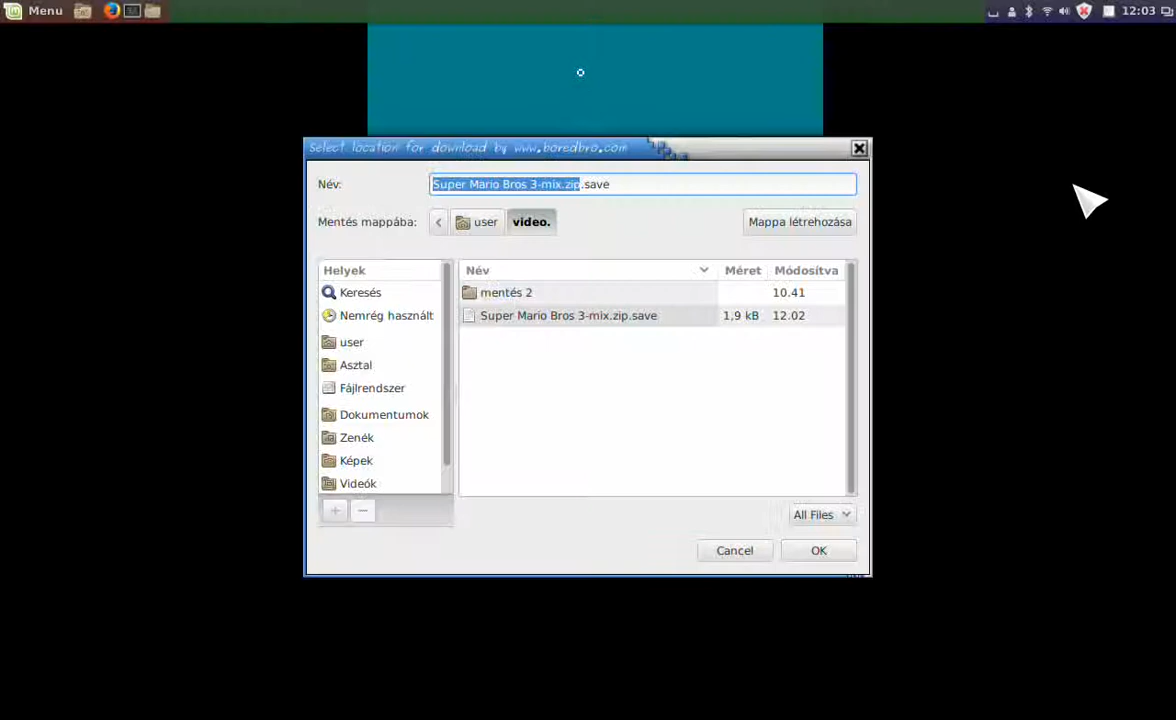 Menu
12:03
Select location for download by www.boredbro.com
Név:
Super Mario Bros 3-mix.zip.save
Mentés mappába:
user
video.
Mappa létrehozása
Helyek
Név
Méret
Módosítva
Keresés
mentés 2
10.41
Nemrég használt
Super Mario Bros 3-mix.zip.save
1,9 kB
12.02
user
Asztal
Fájlrendszer
Dokumentumok
Zenék
Képek
Videók
All Files
Cancel
OK